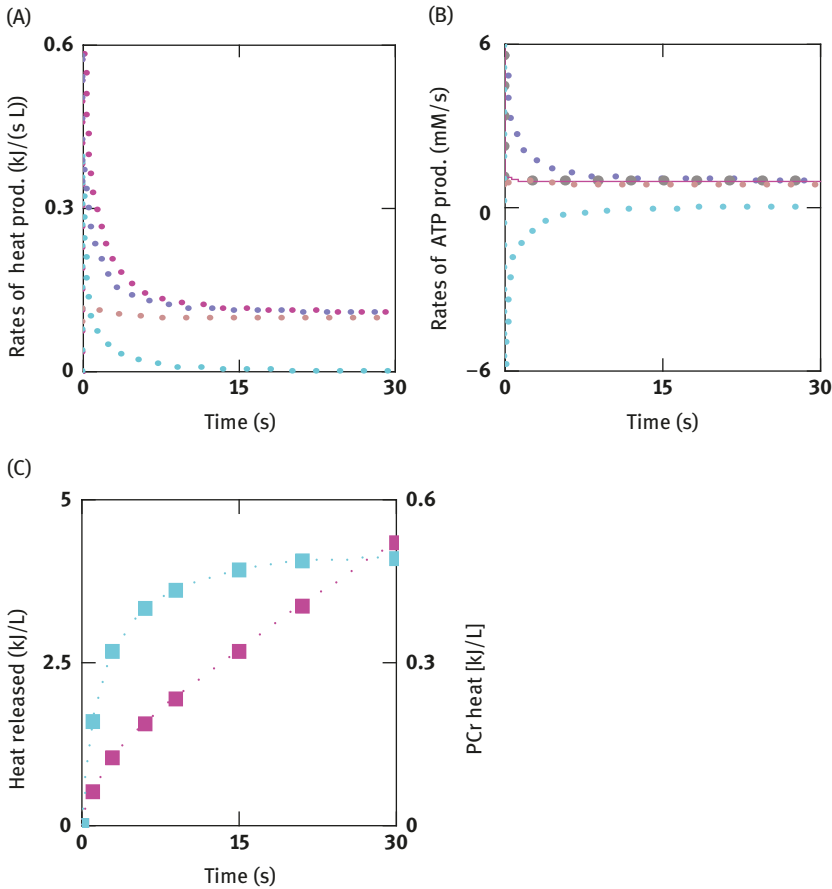 (A)
0.6
0.3
0
0
15
30
Rates of heat prod. (kJ/(s L))
Time (s)
(B)
6
0
−6
0
15
30
Rates of ATP prod. (mM/s)
Time (s)
(C)
5
2.5
0
0
15
30
0.6
0.3
0
Heat released (kJ/L)
PCr heat [kJ/L]
Time (s)